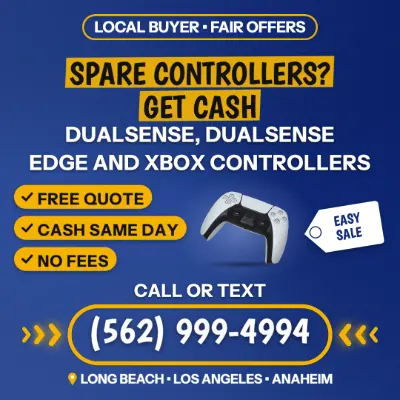 LOCAL BUYER • FAIR OFFERS
SPARE CONTROLLERS?
GET CASH
DUALSENSE, DUALSENSE
EDGE AND XBOX CONTROLLERS
FREE QUOTE
CASH SAME DAY
NO FEES
EASY
SALE
CALL OR TEXT
(562) 999-4994
LONG BEACH • LOS ANGELES • ANAHEIM